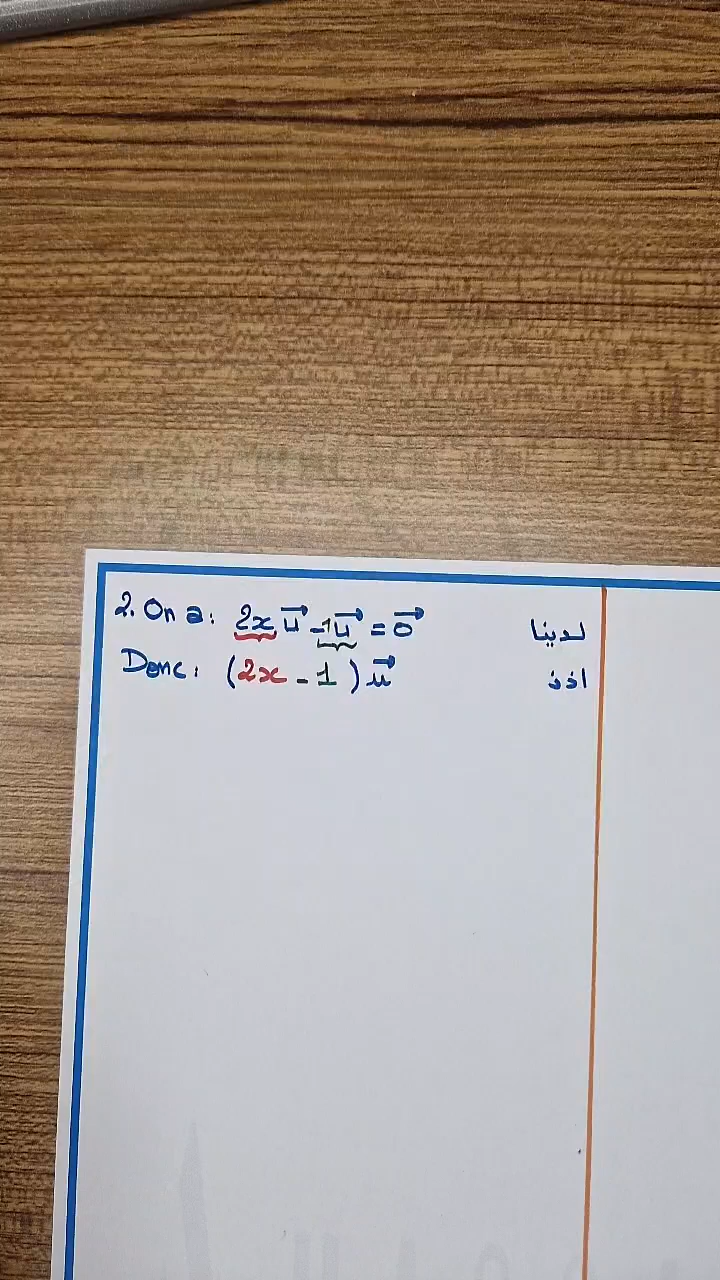 2. On a: 2x u⃗ - 1u⃗ = 0⃗ لدينا
Donc: (2x - 1) u⃗ اذن